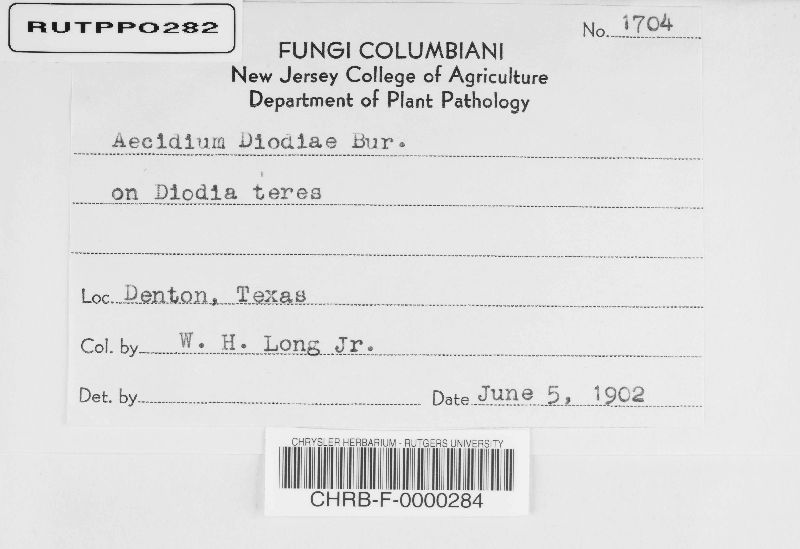 RUTPP0282
No. 1704
FUNGI COLUMBIANI
New Jersey College of Agriculture
Department of Plant Pathology
Aecidium Diodiae Bur.
on Diodia teres
Loc. Denton, Texas
Col. by W. H. Long Jr.
Det. by
Date June 5, 1902
CHRYSLER HERBARIUM - RUTGERS UNIVERSITY
CHRB-F-0000284